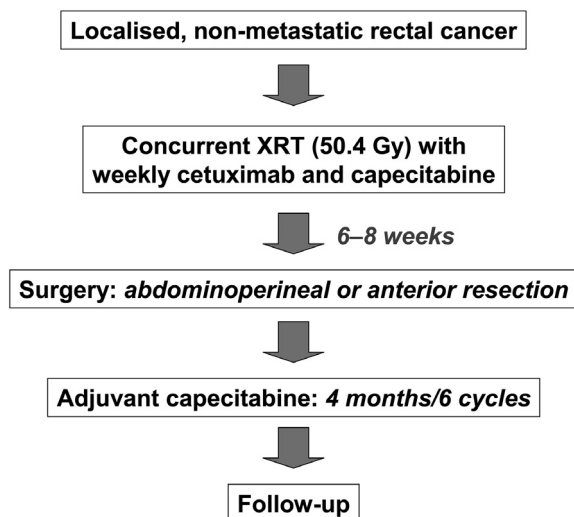 Localised, non-metastatic rectal cancer
Concurrent XRT (50.4 Gy) with
weekly cetuximab and capecitabine
6–8 weeks
Surgery: abdominoperineal or anterior resection
Adjuvant capecitabine: 4 months/6 cycles
Follow-up